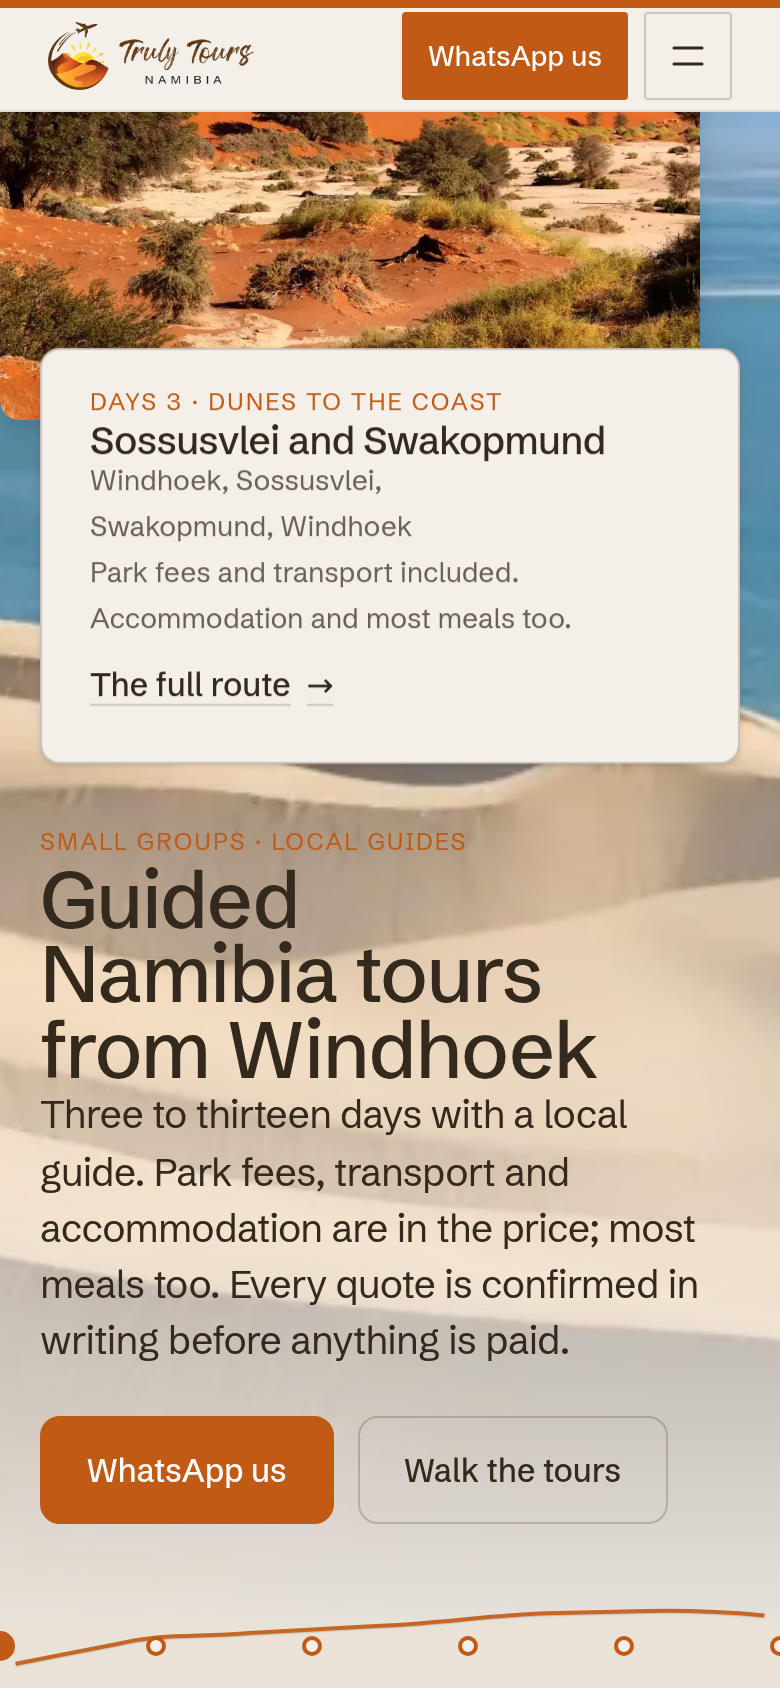 Truly Tours
NAMIBIA
WhatsApp us
DAYS 3 · DUNES TO THE COAST
Sossusvlei and Swakopmund
Windhoek, Sossusvlei,
Swakopmund, Windhoek
Park fees and transport included.
Accommodation and most meals too.
The full route →
SMALL GROUPS · LOCAL GUIDES
Guided
Namibia tours
from Windhoek
Three to thirteen days with a local
guide. Park fees, transport and
accommodation are in the price; most
meals too. Every quote is confirmed in
writing before anything is paid.
WhatsApp us
Walk the tours